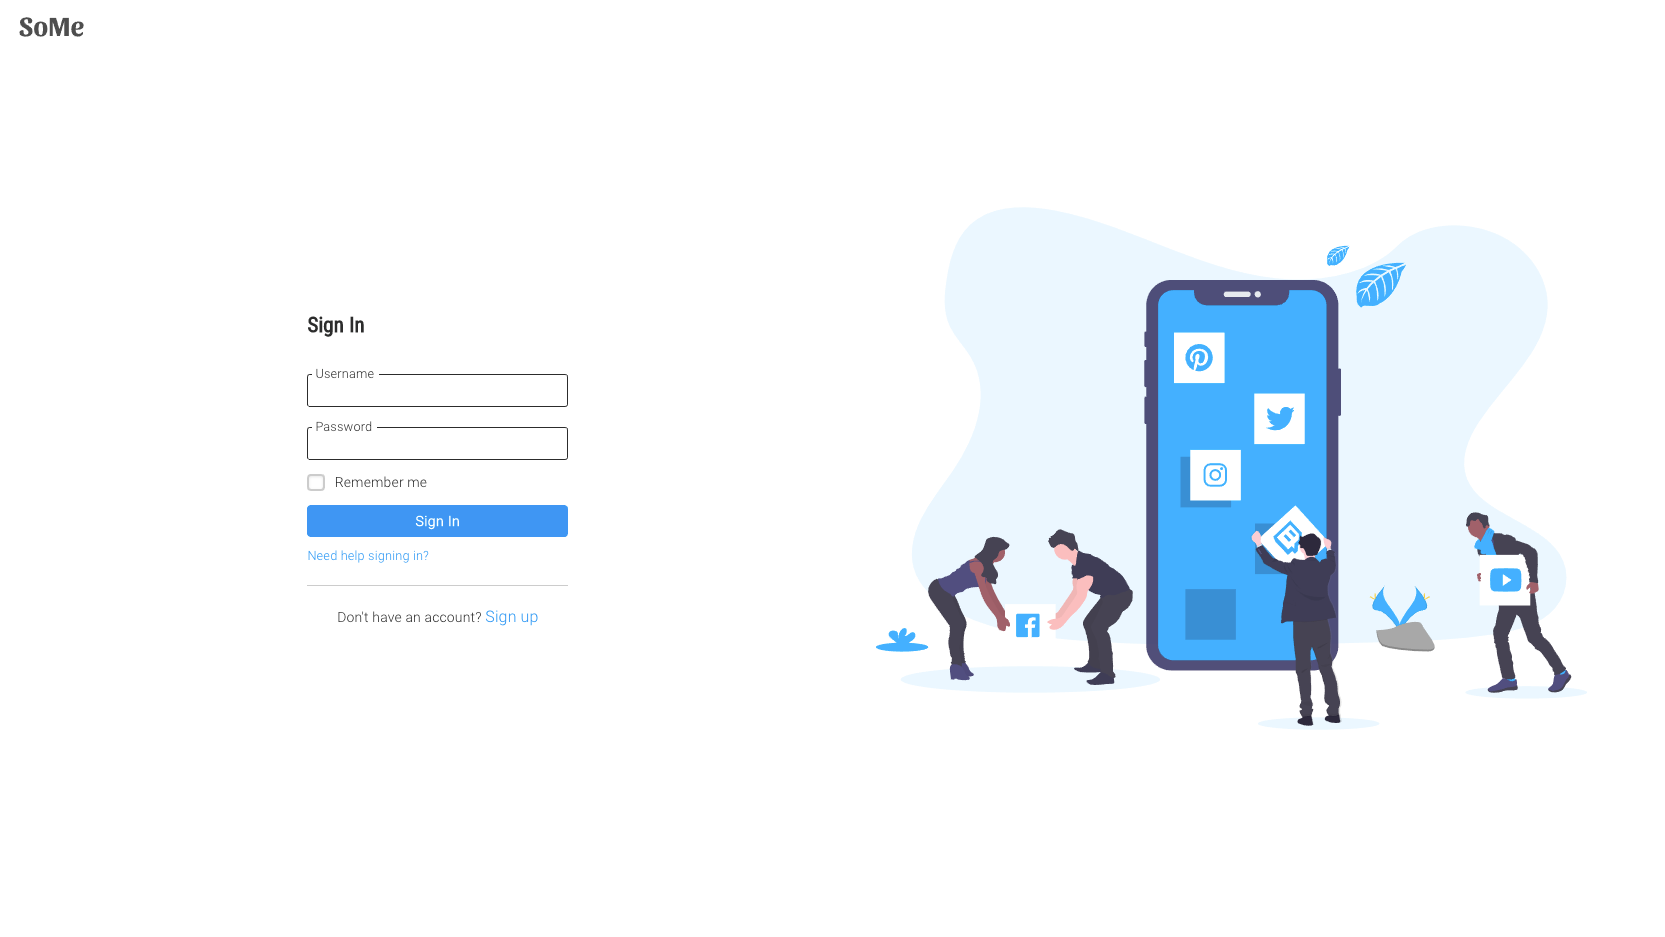 SoMe
Sign In
Username
Password
Remember me
Sign In
Need help signing in?
Don't have an account? Sign up